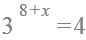 3^{8+x} = 4